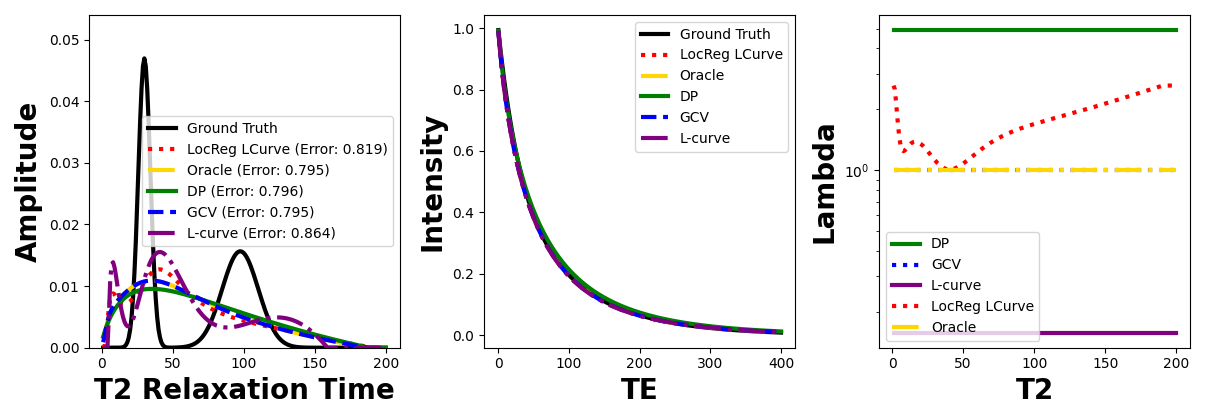 Amplitude
0.05
0.04
0.03
0.02
0.01
0.00
Ground Truth
LocReg LCurve (Error: 0.819)
Oracle (Error: 0.795)
DP (Error: 0.796)
GCV (Error: 0.795)
L-curve (Error: 0.864)
0 50 100 150 200
T2 Relaxation Time
Intensity
1.0
0.8
0.6
0.4
0.2
0.0
Ground Truth
LocReg LCurve
Oracle
DP
GCV
L-curve
0 100 200 300 400
TE
Lambda
10⁰
DP
GCV
L-curve
LocReg LCurve
Oracle
0 50 100 150 200
T2